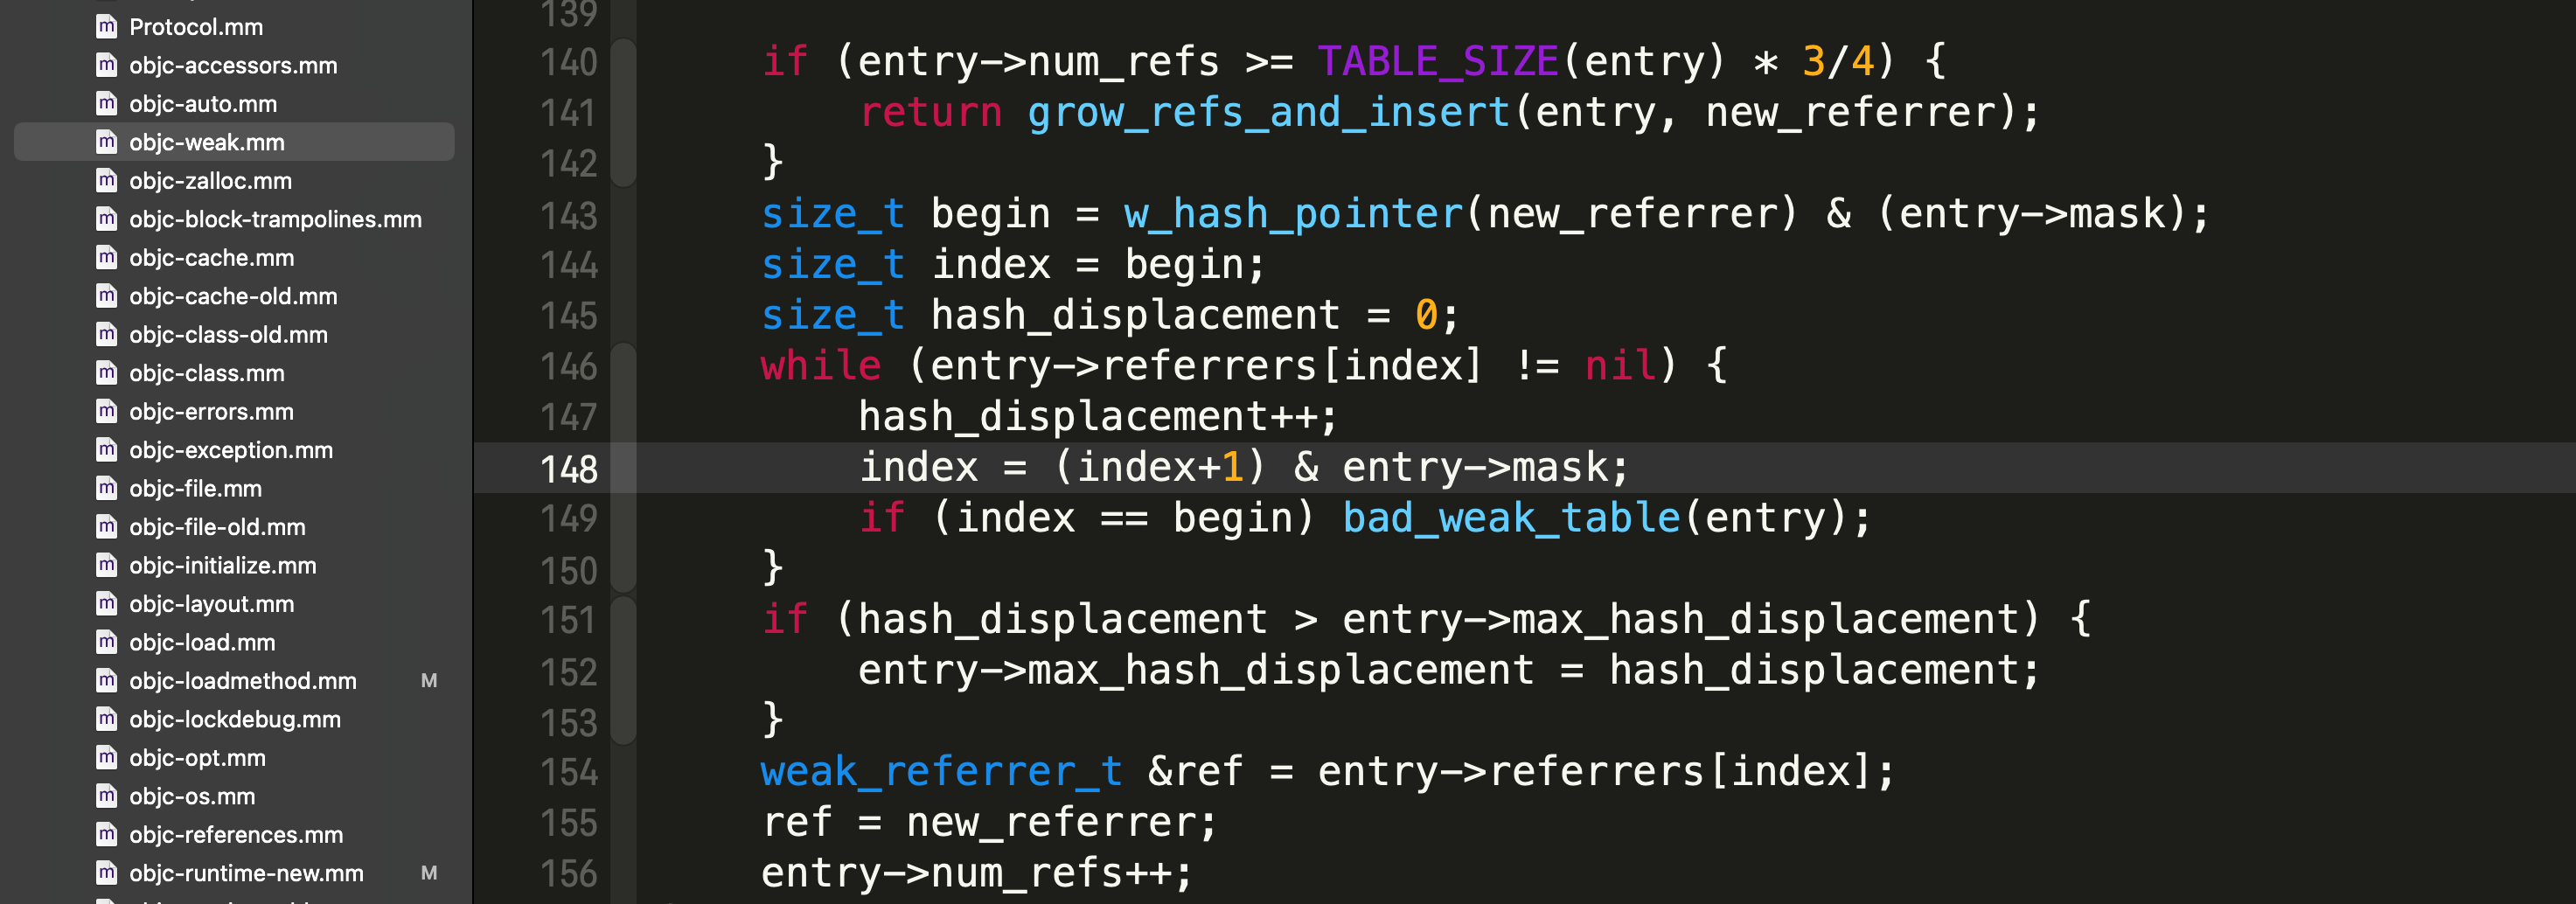 Protocol.mm
objc-accessors.mm
objc-auto.mm
objc-weak.mm
objc-zalloc.mm
objc-block-trampolines.mm
objc-cache.mm
objc-cache-old.mm
objc-class-old.mm
objc-class.mm
objc-errors.mm
objc-exception.mm
objc-file.mm
objc-file-old.mm
objc-initialize.mm
objc-layout.mm
objc-load.mm
objc-loadmethod.mm M
objc-lockdebug.mm
objc-opt.mm
objc-os.mm
objc-references.mm
objc-runtime-new.mm M
139
140 if (entry->num_refs >= TABLE_SIZE(entry) * 3/4) {
141 return grow_refs_and_insert(entry, new_referrer);
142 }
143 size_t begin = w_hash_pointer(new_referrer) & (entry->mask);
144 size_t index = begin;
145 size_t hash_displacement = 0;
146 while (entry->referrers[index] != nil) {
147 hash_displacement++;
148 index = (index+1) & entry->mask;
149 if (index == begin) bad_weak_table(entry);
150 }
151 if (hash_displacement > entry->max_hash_displacement) {
152 entry->max_hash_displacement = hash_displacement;
153 }
154 weak_referrer_t &ref = entry->referrers[index];
155 ref = new_referrer;
156 entry->num_refs++;